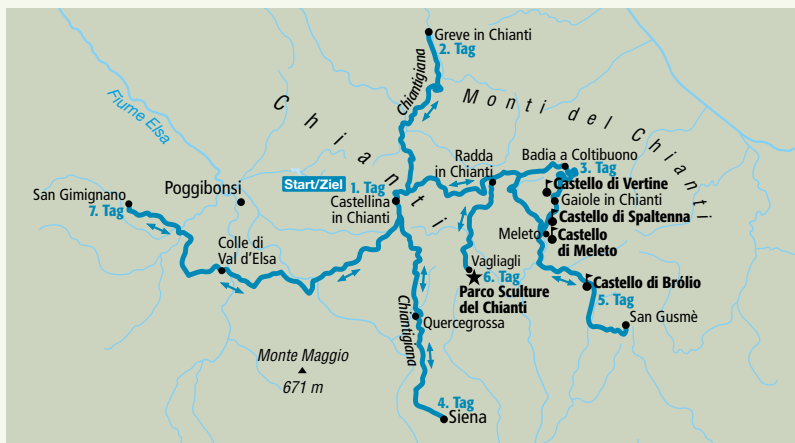 Greve in Chianti
2. Tag
Chiantigiana
Fiume Elsa
Chianti
Monti del Chianti
Radda
in Chianti
Badia a Coltibuono
3. Tag
Castello di Vertine
Gaiole in Chianti
Castello di Spaltenna
Meleto
Castello
di Meleto
Start/Ziel
1. Tag
Castellina
in Chianti
Poggibonsi
San Gimignano
7. Tag
Colle di
Val d'Elsa
Vagliagli
6. Tag
Parco Sculture
del Chianti
Castello di Brólio
5. Tag
San Gusmè
Chiantigiana
Quercegrossa
Monte Maggio
671 m
4. Tag
Siena